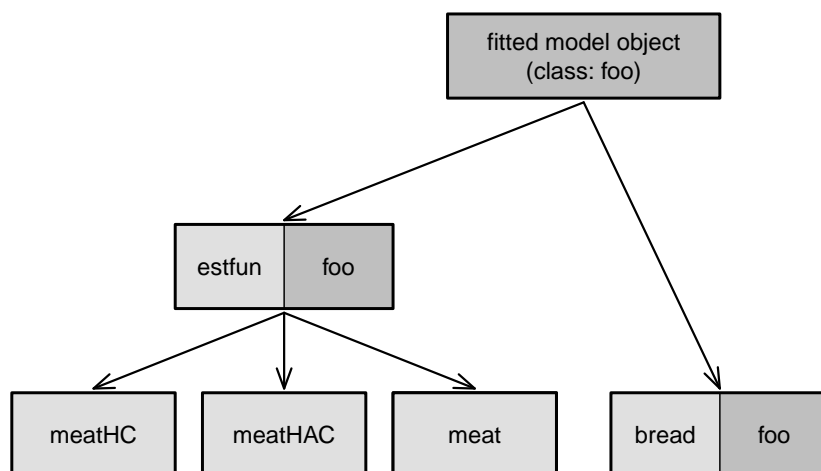 fitted model object
(class: foo)
estfun foo
meatHC meatHAC meat bread foo